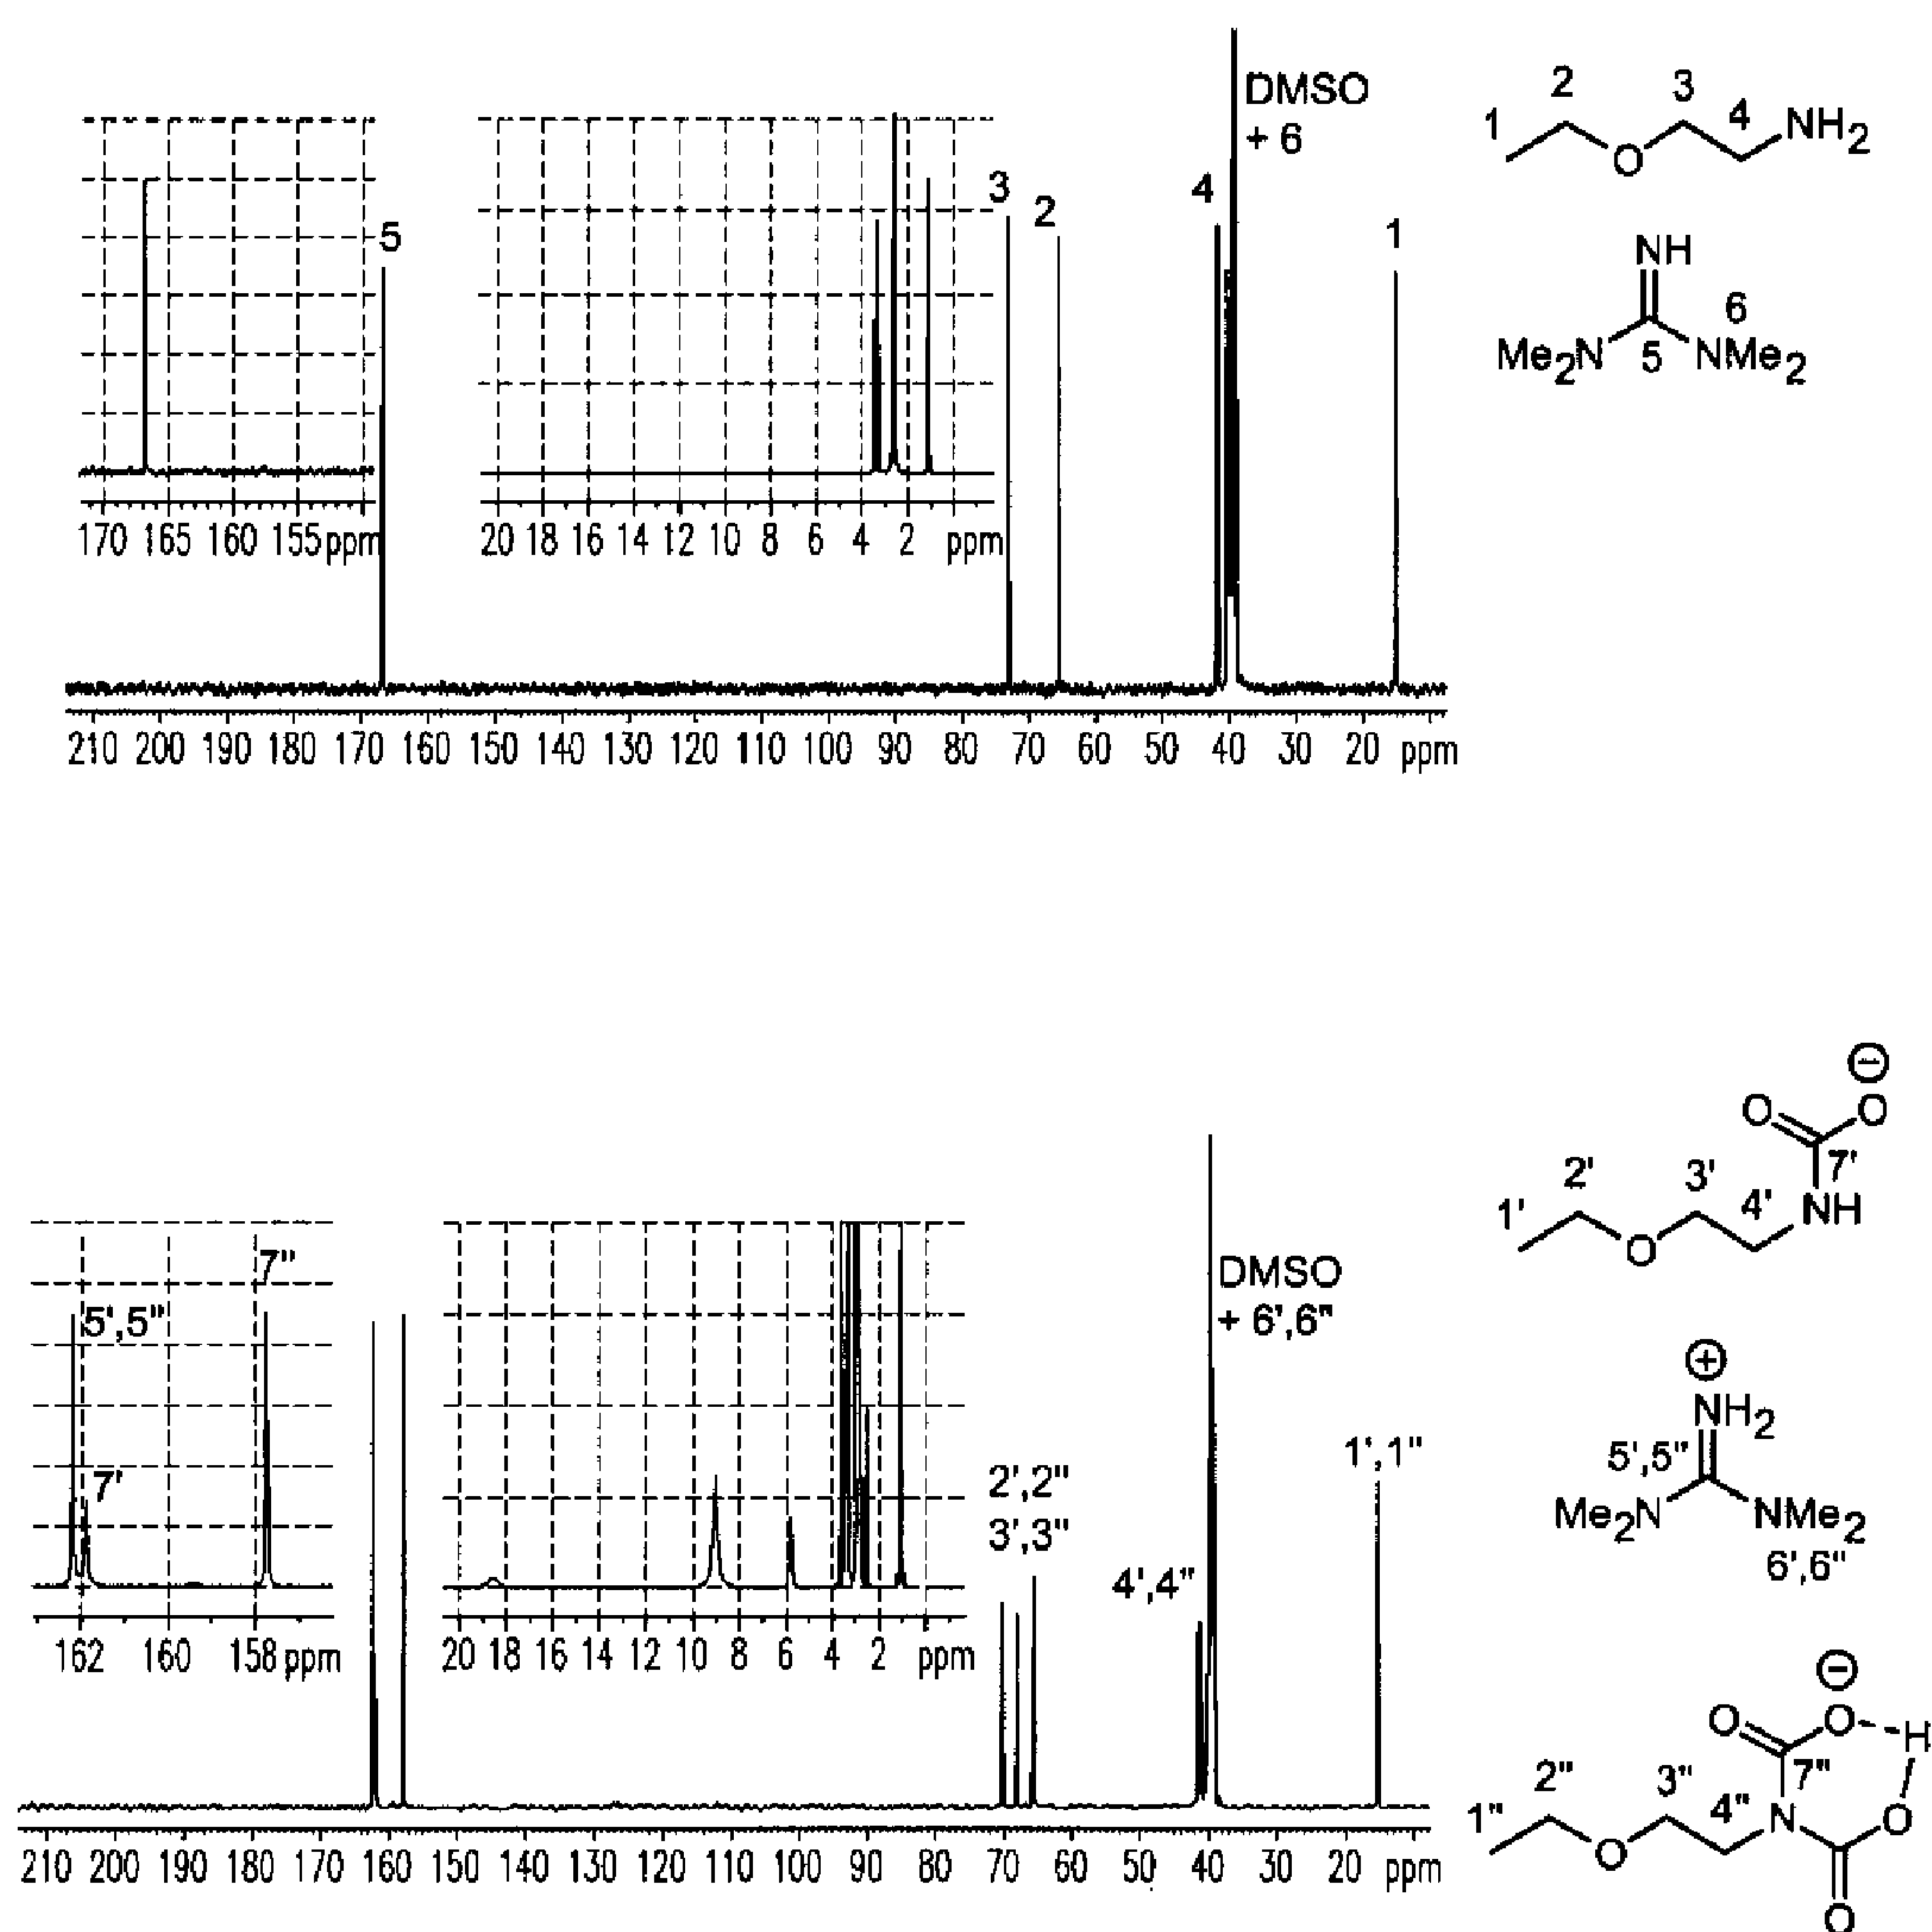 DMSO
+ 6
5
3
2
4
1
170 165 160 155 ppm
20 18 16 14 12 10 8 6 4 2 ppm
210 200 190 180 170 160 150 140 130 120 110 100 90 80 70 60 50 40 30 20 ppm
1 2 O 3 4 NH2
NH
6
Me2N 5 NMe2
7"
5',5"
7'
162 160 158 ppm
20 18 16 14 12 10 8 6 4 2 ppm
2',2"
3',3"
4',4"
DMSO
+ 6',6"
1',1"
210 200 190 180 170 160 150 140 130 120 110 100 90 80 70 60 50 40 30 20 ppm
⊖
O O
7'
1' 2' O 3' 4' NH
⊕
NH2
5',5"
Me2N NMe2
6',6"
⊖
O O H
7"
1" 2" O 3" 4" N O
O